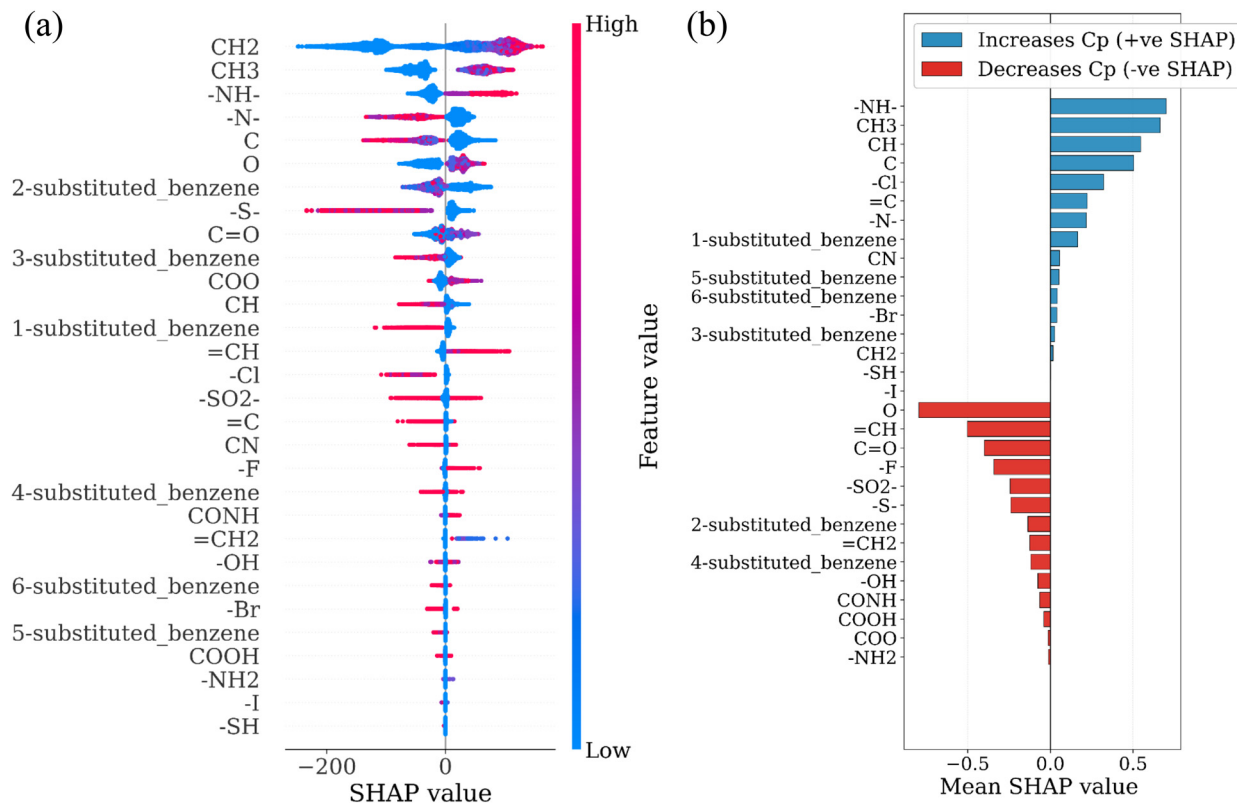 (a)
High
CH2
CH3
-NH-
-N-
C
O
2-substituted_benzene
-S-
C=O
3-substituted_benzene
COO
CH
1-substituted_benzene
=CH
-Cl
-SO2-
=C
CN
-F
4-substituted_benzene
CONH
=CH2
-OH
6-substituted_benzene
-Br
5-substituted_benzene
COOH
-NH2
-I
-SH
Low
Feature value
−200
0
SHAP value
(b)
Increases Cp (+ve SHAP)
Decreases Cp (-ve SHAP)
-NH-
CH3
CH
C
-Cl
=C
-N-
1-substituted_benzene
CN
5-substituted_benzene
6-substituted_benzene
-Br
3-substituted_benzene
CH2
-SH
-I
O
=CH
C=O
-F
-SO2-
-S-
2-substituted_benzene
=CH2
4-substituted_benzene
-OH
CONH
COOH
COO
-NH2
−0.5
0.0
0.5
Mean SHAP value